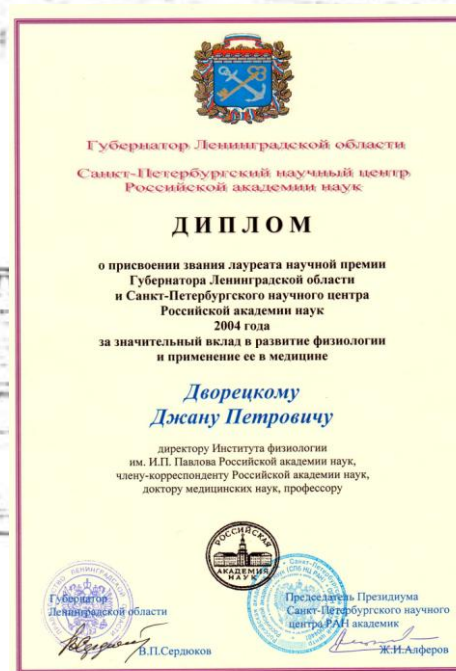 Губернатор Ленинградской области
Санкт-Петербургский научный центр
Российской академии наук
ДИПЛОМ
о присвоении звания лауреата научной премии
Губернатора Ленинградской области
и Санкт-Петербургского научного центра
Российской академии наук
2004 года
за значительный вклад в развитие физиологии
и применение ее в медицине
Дворецкому
Джану Петровичу
директору Института физиологии
им. И.П. Павлова Российской академии наук,
члену-корреспонденту Российской академии наук,
доктору медицинских наук, профессору
РОССИЙСКАЯ
АКАДЕМИЯ
НАУК
Губернатор
Ленинградской области
В.П.Сердюков
Председатель Президиума
Санкт-Петербургского научного
центра РАН академик
Ж.И.Алферов